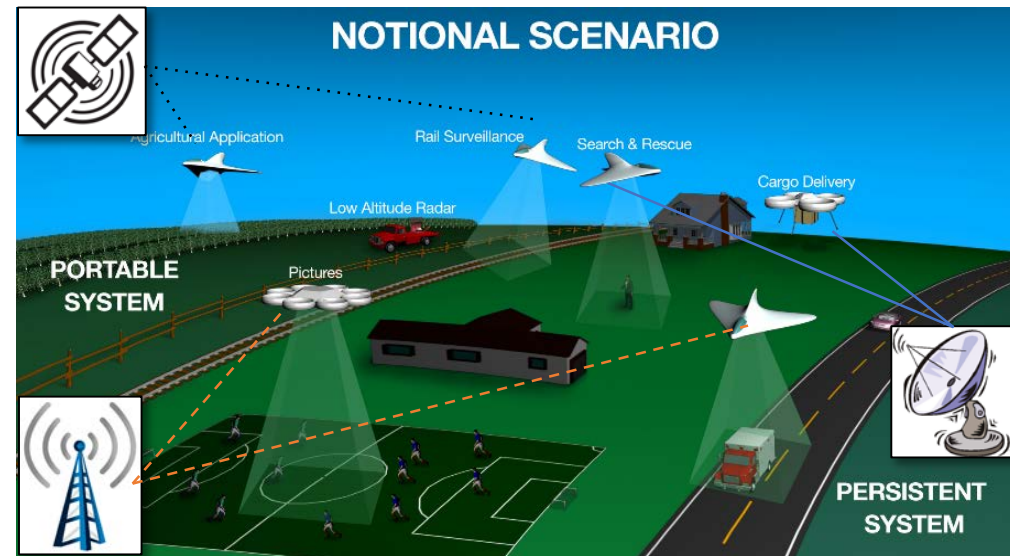 NOTIONAL SCENARIO
Agricultural Application
Rail Surveillance
Search & Rescue
Cargo Delivery
Low Altitude Radar
PORTABLE
SYSTEM
Pictures
PERSISTENT
SYSTEM